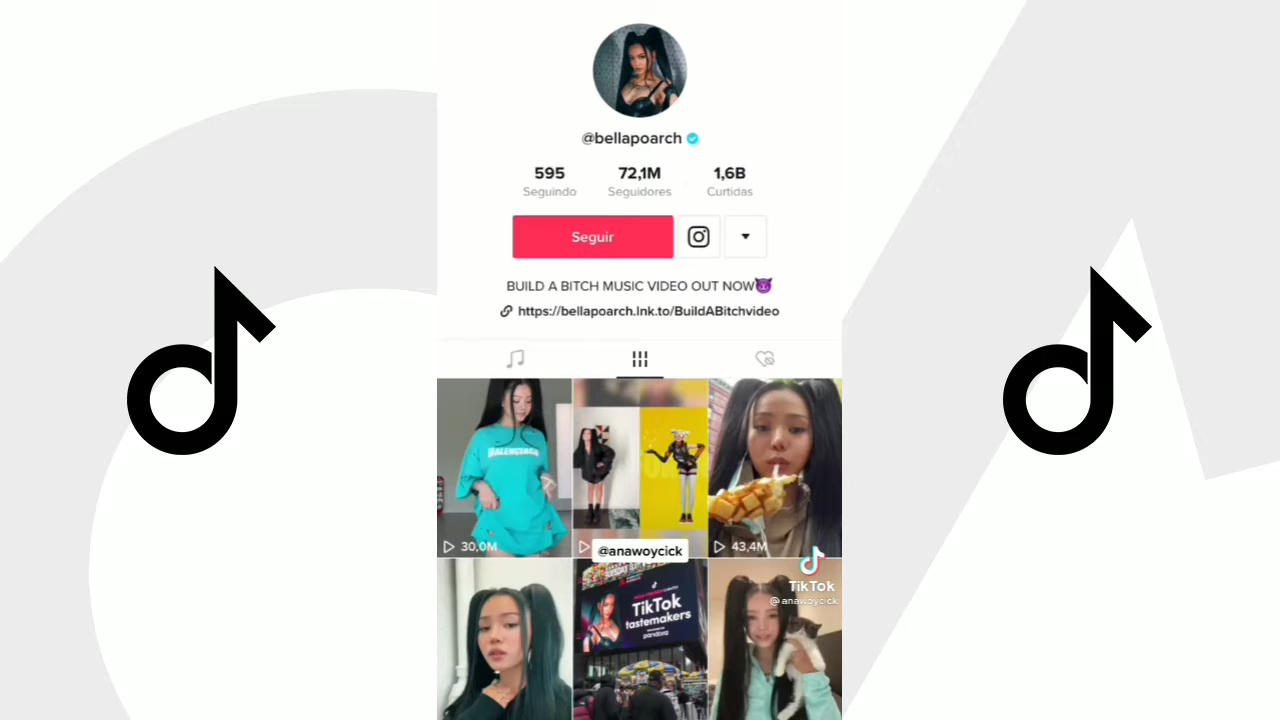 @bellapoarch
595 72,1M 1,6B
Seguindo Seguidores Curtidas
Seguir
BUILD A BITCH MUSIC VIDEO OUT NOW😈
https://bellapoarch.lnk.to/BuildABitchvideo
BALENCIAGA
30,0M
@anawoycick
43,4M
TikTok
@anawoycick
TikTok
tastemakers
pandora